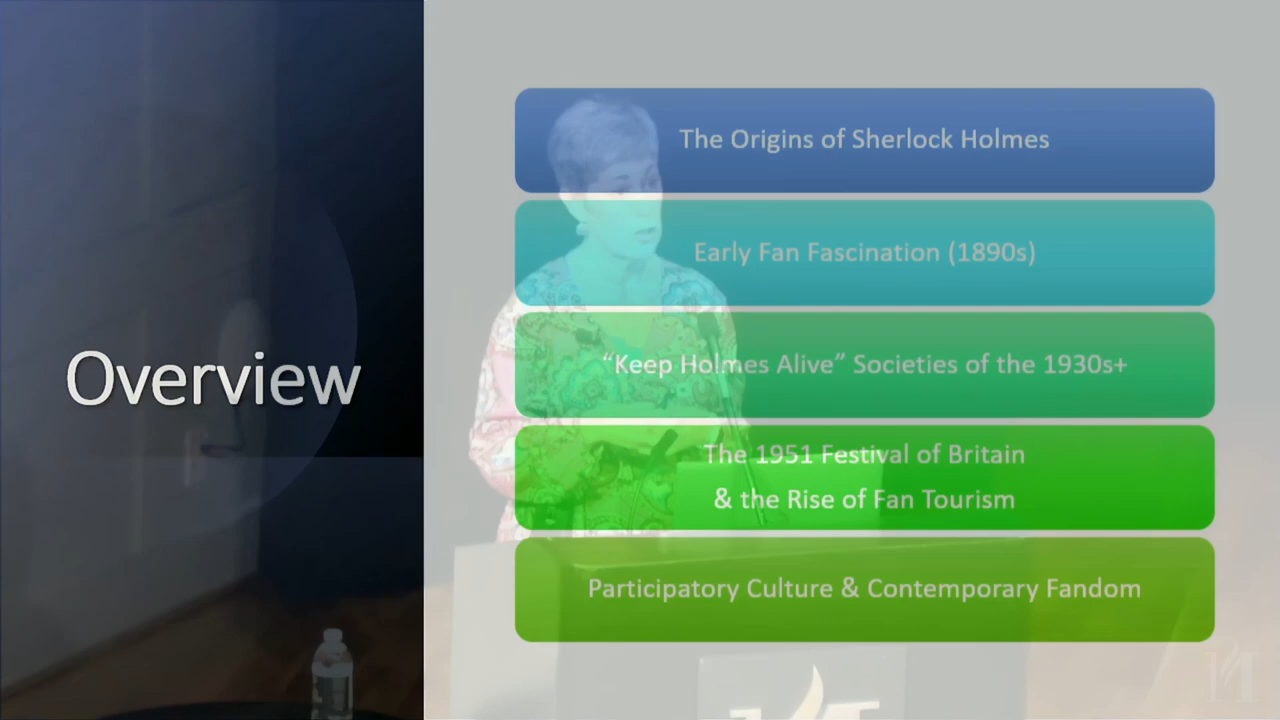 Overview
The Origins of Sherlock Holmes
Early Fan Fascination (1890s)
“Keep Holmes Alive” Societies of the 1930s+
The 1951 Festival of Britain
& the Rise of Fan Tourism
Participatory Culture & Contemporary Fandom